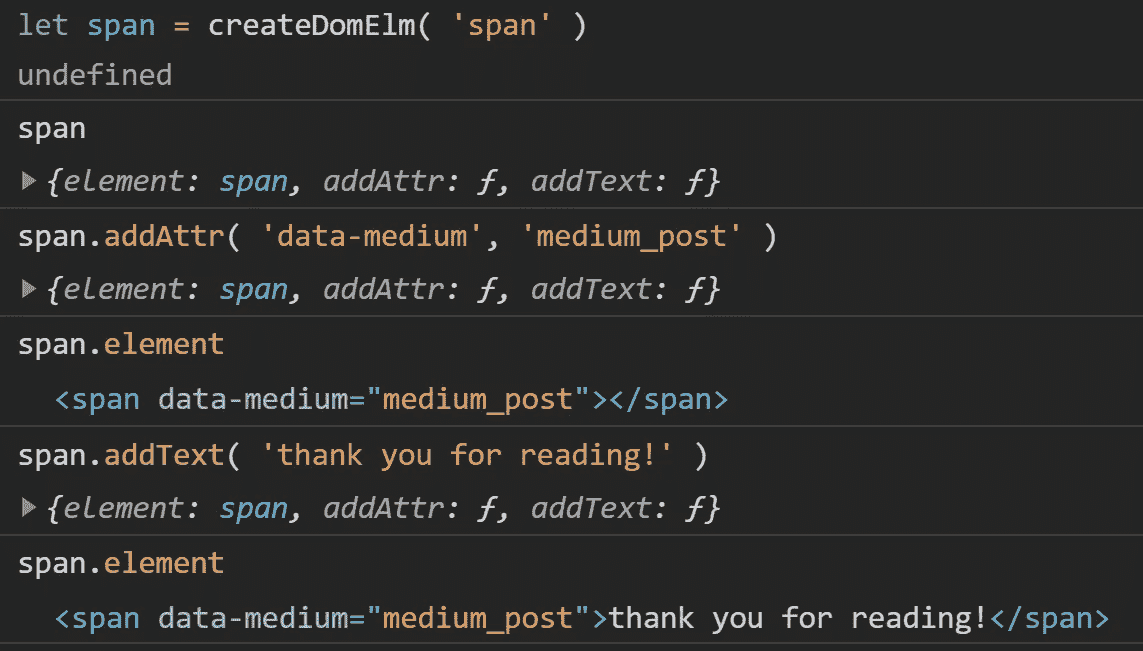 let span = createDomElm( 'span' )
undefined
span
{element: span, addAttr: ƒ, addText: ƒ}
span.addAttr( 'data-medium', 'medium_post' )
{element: span, addAttr: ƒ, addText: ƒ}
span.element
<span data-medium="medium_post"></span>
span.addText( 'thank you for reading!' )
{element: span, addAttr: ƒ, addText: ƒ}
span.element
<span data-medium="medium_post">thank you for reading!</span>